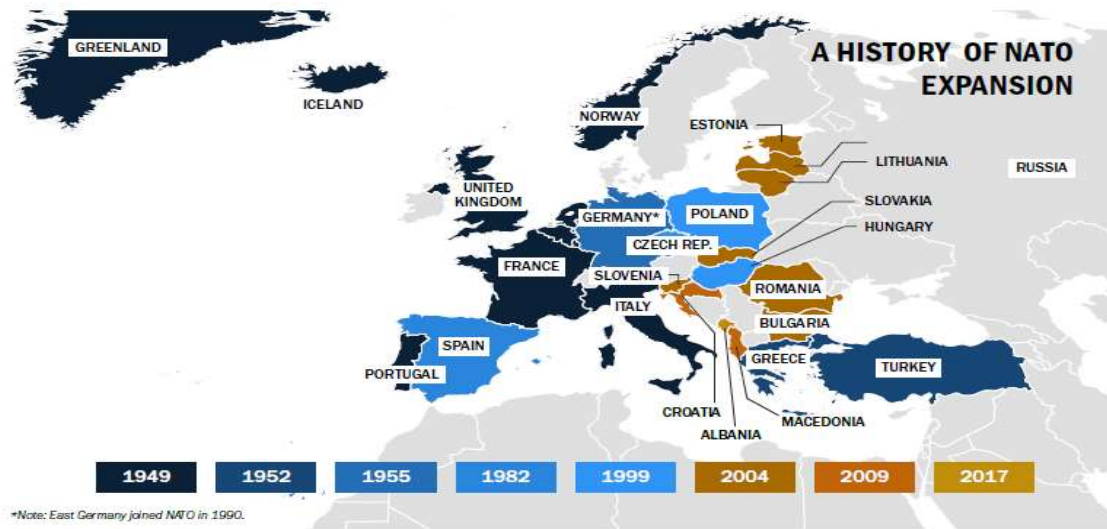 A HISTORY OF NATO
EXPANSION
GREENLAND
ICELAND
NORWAY
ESTONIA
LITHUANIA
RUSSIA
UNITED
KINGDOM
GERMANY*
POLAND
SLOVAKIA
HUNGARY
CZECH REP.
FRANCE
SLOVENIA
ROMANIA
ITALY
BULGARIA
SPAIN
GREECE
TURKEY
PORTUGAL
CROATIA
MACEDONIA
ALBANIA
1949 1952 1955 1982 1999 2004 2009 2017
*Note: East Germany joined NATO in 1990.